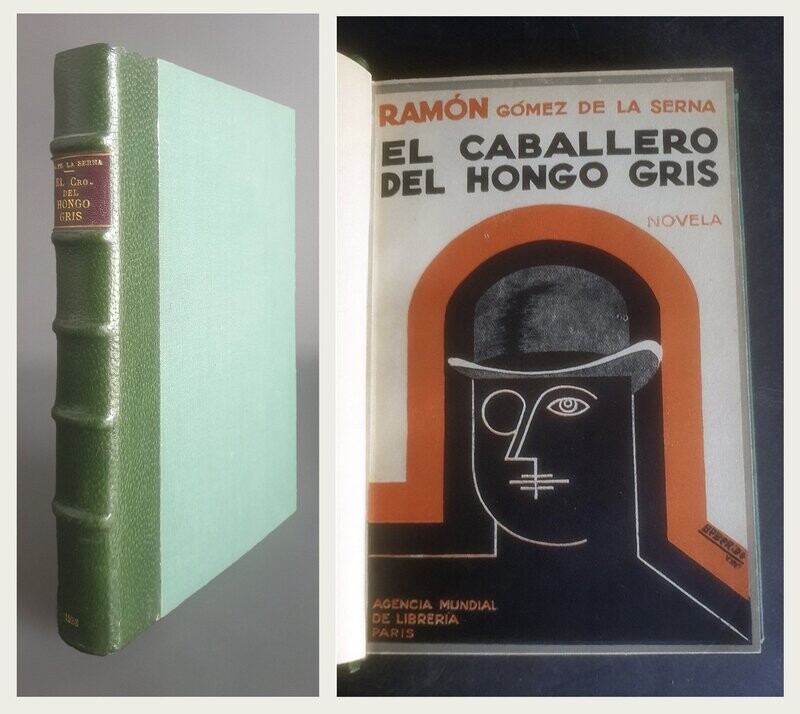 DE LA SERNA
EL Cro.
DEL
HONGO
GRIS
1928
RAMÓN GÓMEZ DE LA SERNA
EL CABALLERO
DEL HONGO GRIS
NOVELA
AGENCIA MUNDIAL
DE LIBRERIA
PARIS